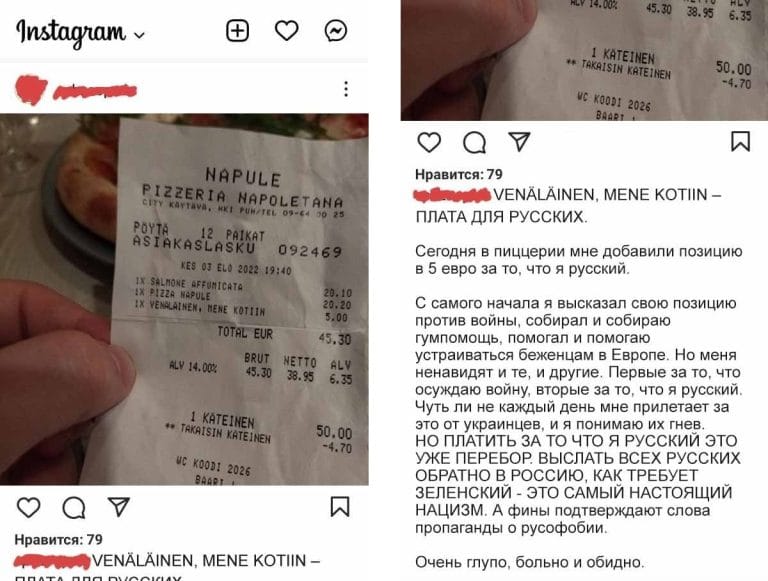 Instagram
NAPULE
PIZZERIA NAPOLETANA
CITY KÄYTÄVÄ, HKI PUH/TEL 09-64 00 25
PÖYTÄ 12 PAIKAT
ASIAKASLASKU 092469
KES 03 ELO 2022 19:40
1X SALMONE AFFUMICATA 20.10
1X PIZZA NAPULE 20.20
1X VENÄLÄINEN, MENE KOTIIN 5.00
TOTAL EUR 45.30
BRUT NETTO ALV
ALV 14.00% 45.30 38.95 6.35
1 KÄTEINEN 50.00
** TAKAISIN KÄTEINEN -4.70
WC KOODI 2026
Нравится: 79
VENÄLÄINEN, MENE KOTIIN –
ПЛАТА ДЛЯ РУССКИХ
ALV 14.00% 45.30 38.95 6.35
1 KÄTEINEN 50.00
** TAKAISIN KÄTEINEN -4.70
WC KOODI 2026
Нравится: 79
VENÄLÄINEN, MENE KOTIIN –
ПЛАТА ДЛЯ РУССКИХ.
Сегодня в пиццерии мне добавили позицию
в 5 евро за то, что я русский.
С самого начала я высказал свою позицию
против войны, собирал и собираю
гумпомощь, помогал и помогаю
устраиваться беженцам в Европе. Но меня
ненавидят и те, и другие. Первые за то, что
осуждаю войну, вторые за то, что я русский.
Чуть ли не каждый день мне прилетает за
это от украинцев, и я понимаю их гнев.
НО ПЛАТИТЬ ЗА ТО ЧТО Я РУССКИЙ ЭТО
УЖЕ ПЕРЕБОР. ВЫСЛАТЬ ВСЕХ РУССКИХ
ОБРАТНО В РОССИЮ, КАК ТРЕБУЕТ
ЗЕЛЕНСКИЙ - ЭТО САМЫЙ НАСТОЯЩИЙ
НАЦИЗМ. А фины подтверждают слова
пропаганды о русофобии.
Очень глупо, больно и обидно.